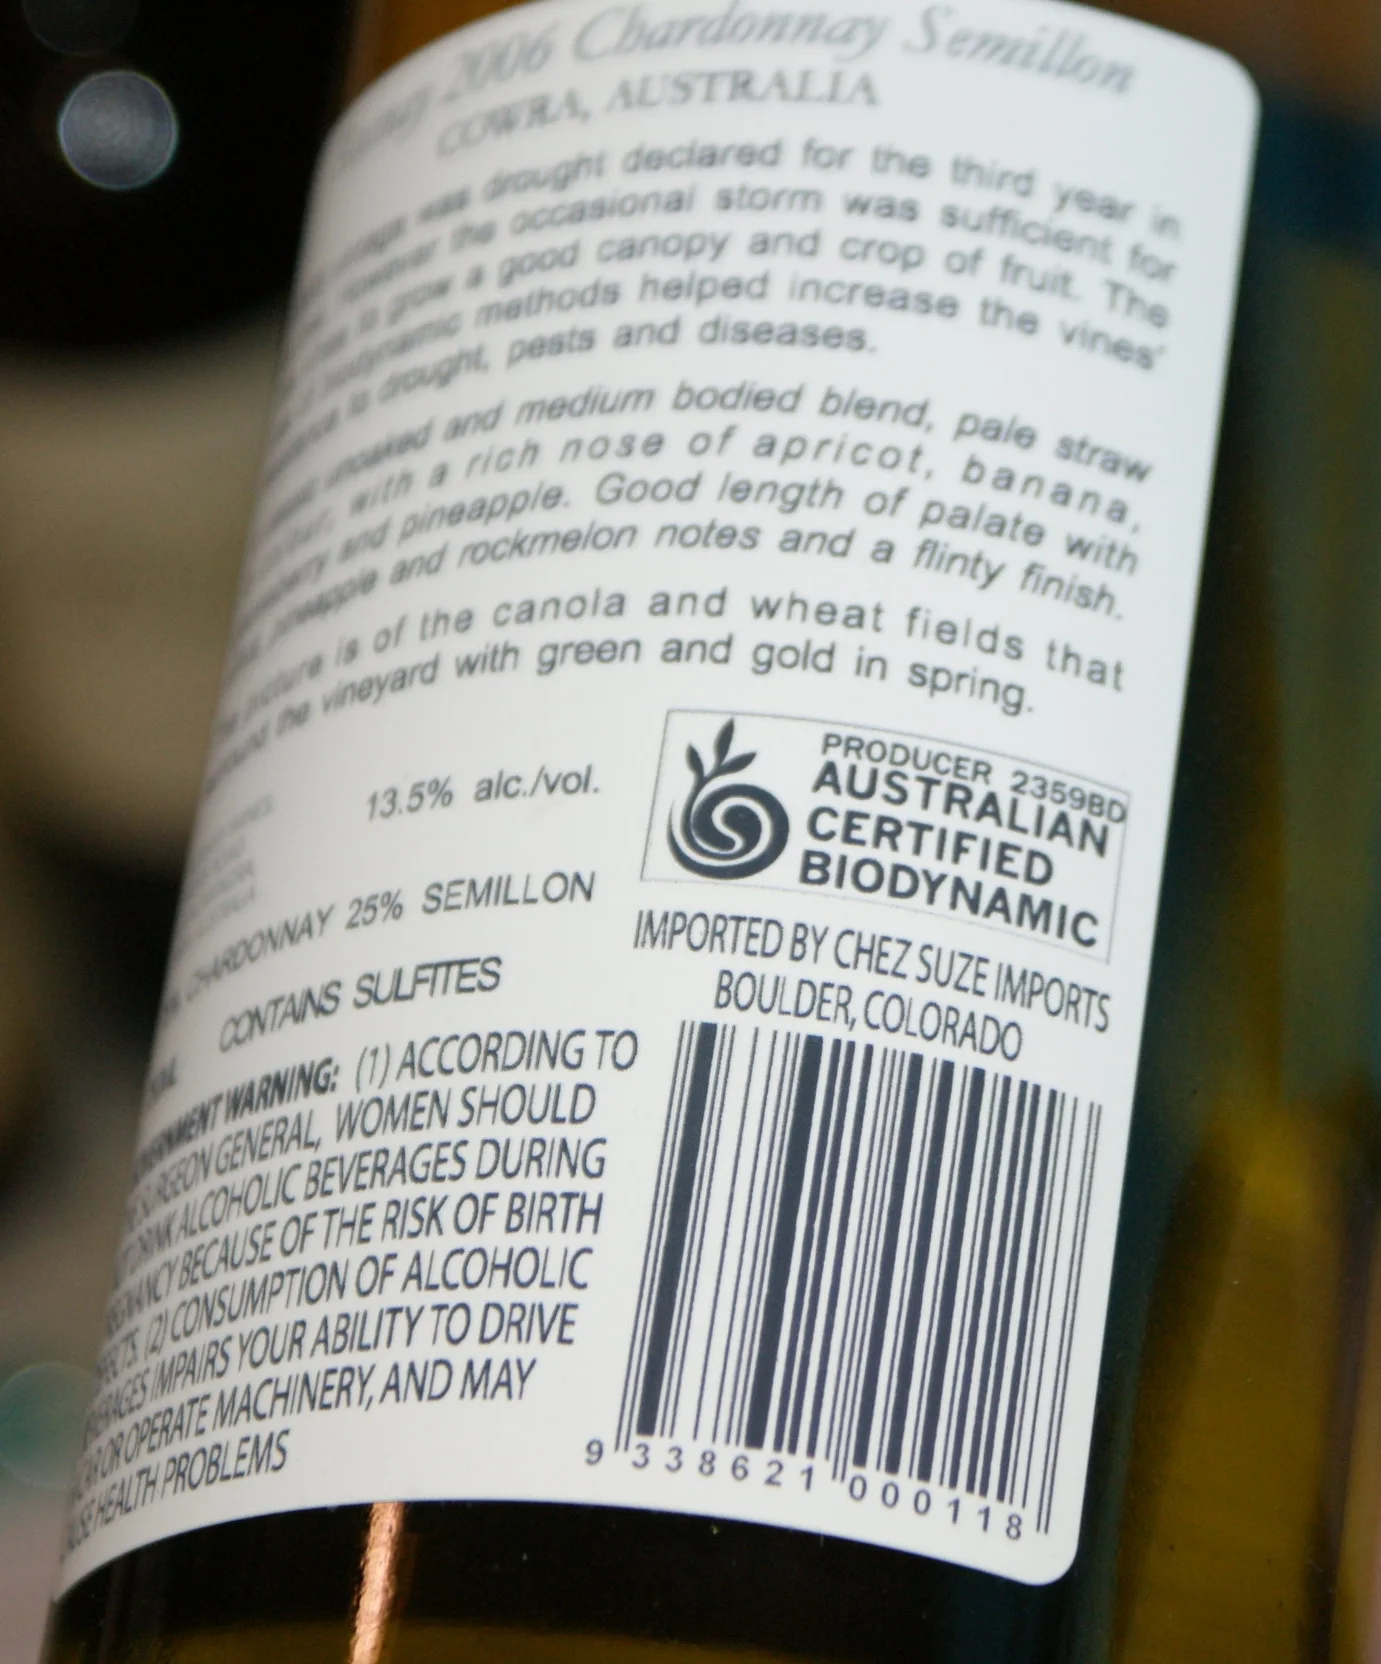 2006 Chardonnay Semillon
COWRA, AUSTRALIA
was drought declared for the third year in
however the occasional storm was sufficient for
to grow a good canopy and crop of fruit. The
biodynamic methods helped increase the vines'
to drought, pests and diseases.
unoaked and medium bodied blend, pale straw
with a rich nose of apricot, banana,
and pineapple. Good length of palate with
pineapple and rockmelon notes and a flinty finish.
picture is of the canola and wheat fields that
the vineyard with green and gold in spring.
13.5% alc./vol.
PRODUCER 2359BD
AUSTRALIAN
CERTIFIED
BIODYNAMIC
CHARDONNAY 25% SEMILLON
CONTAINS SULFITES
IMPORTED BY CHEZ SUZE IMPORTS
BOULDER, COLORADO
WARNING: (1) ACCORDING TO
SURGEON GENERAL, WOMEN SHOULD
DRINK ALCOHOLIC BEVERAGES DURING
BECAUSE OF THE RISK OF BIRTH
(2) CONSUMPTION OF ALCOHOLIC
IMPAIRS YOUR ABILITY TO DRIVE
OR OPERATE MACHINERY, AND MAY
HEALTH PROBLEMS
9 338621 000118